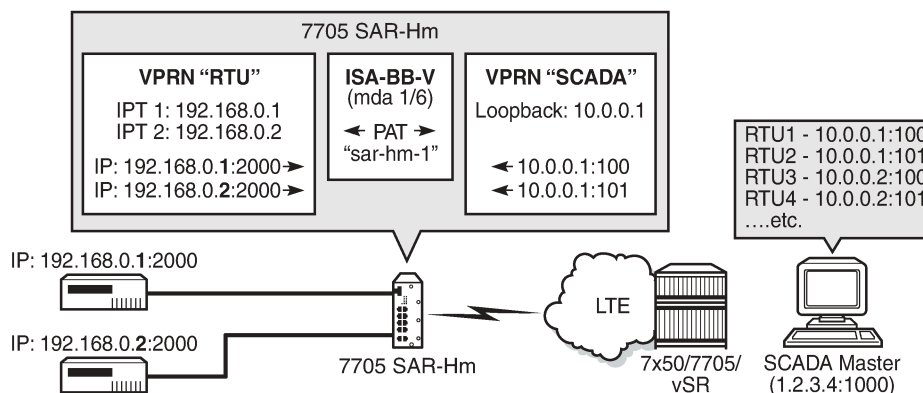 7705 SAR-Hm
VPRN “RTU”
IPT 1: 192.168.0.1
IPT 2: 192.168.0.2
IP: 192.168.0.1:2000
IP: 192.168.0.2:2000
ISA-BB-V
(mda 1/6)
PAT
“sar-hm-1”
VPRN “SCADA”
Loopback: 10.0.0.1
10.0.0.1:100
10.0.0.1:101
RTU1 - 10.0.0.1:100
RTU2 - 10.0.0.1:101
RTU3 - 10.0.0.2:100
RTU4 - 10.0.0.2:101
....etc.
IP: 192.168.0.1:2000
IP: 192.168.0.2:2000
7705 SAR-Hm
LTE
7x50/7705/
vSR
SCADA Master
(1.2.3.4:1000)